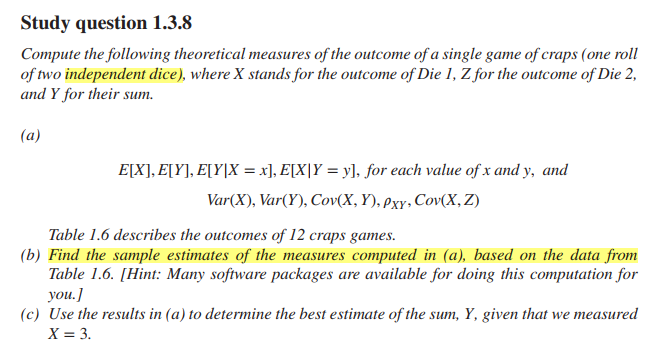 Study question 1.3.8
Compute the following theoretical measures of the outcome of a single game of craps (one roll
of two independent dice), where X stands for the outcome of Die 1, Z for the outcome of Die 2,
and Y for their sum.
(a)
E[X], E[Y], E[Y|X = x], E[X|Y = y], for each value of x and y, and
Var(X), Var(Y), Cov(X, Y), ρ_XY, Cov(X, Z)
Table 1.6 describes the outcomes of 12 craps games.
(b) Find the sample estimates of the measures computed in (a), based on the data from
Table 1.6. [Hint: Many software packages are available for doing this computation for
you.]
(c) Use the results in (a) to determine the best estimate of the sum, Y, given that we measured
X = 3.